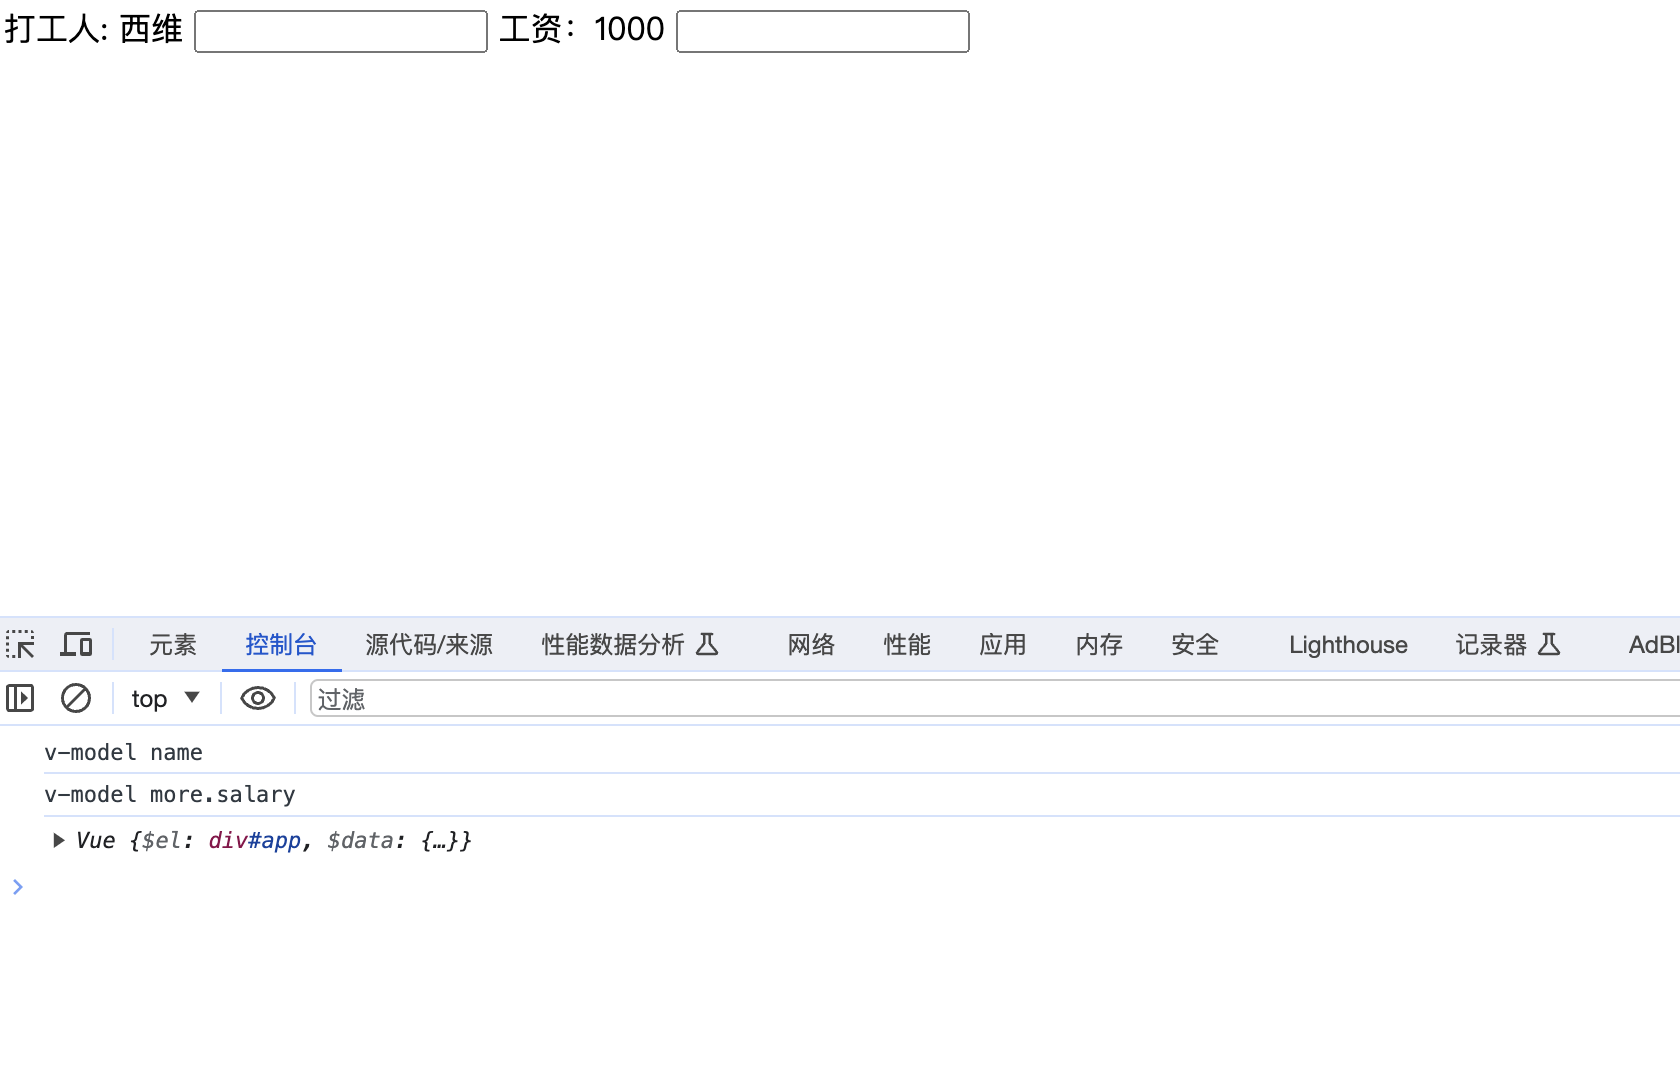 打工人: 西维 工资：1000
元素 控制台 源代码/来源 性能数据分析 网络 性能 应用 内存 安全 Lighthouse 记录器 AdBl
top 过滤
v-model name
v-model more.salary
Vue {$el: div#app, $data: {…}}